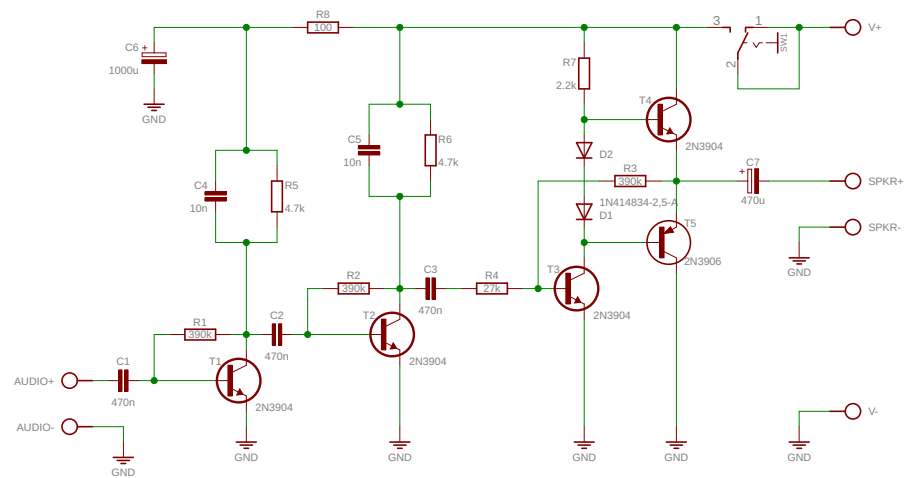 R8
100
3
1
V+
C6
+
1000u
GND
SW1
2
R7
2.2k
T4
2N3904
C5
10n
R6
4.7k
D2
R3
390k
C7
+
470u
SPKR+
C4
10n
R5
4.7k
1N414834-2,5-A
D1
T5
2N3906
SPKR-
GND
R2
390k
C3
470n
R4
27k
T3
2N3904
R1
390k
C2
470n
T2
2N3904
C1
470n
T1
2N3904
AUDIO+
AUDIO-
V-
GND
GND
GND
GND
GND
GND